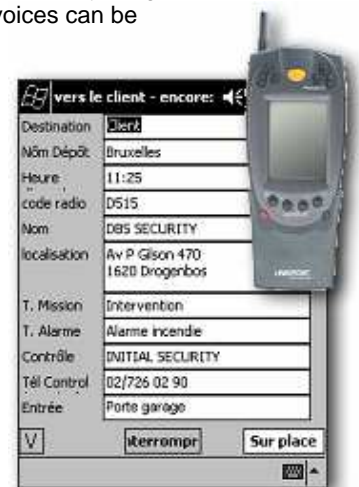 voices can be
vers le client - encore:
Destination Client
Nôm Dépôt Bruxelles
Heure 11:25
code radio D515
Nom DBS SECURITY
localisation Av P Gilson 470
1620 Drogenbos
T. Mission Intervention
T. Alarme Alarme incendie
Contrôle INITIAL SECURITY
Tél Control 02/726 02 90
Entrée Porte garage
V iterrompr Sur place